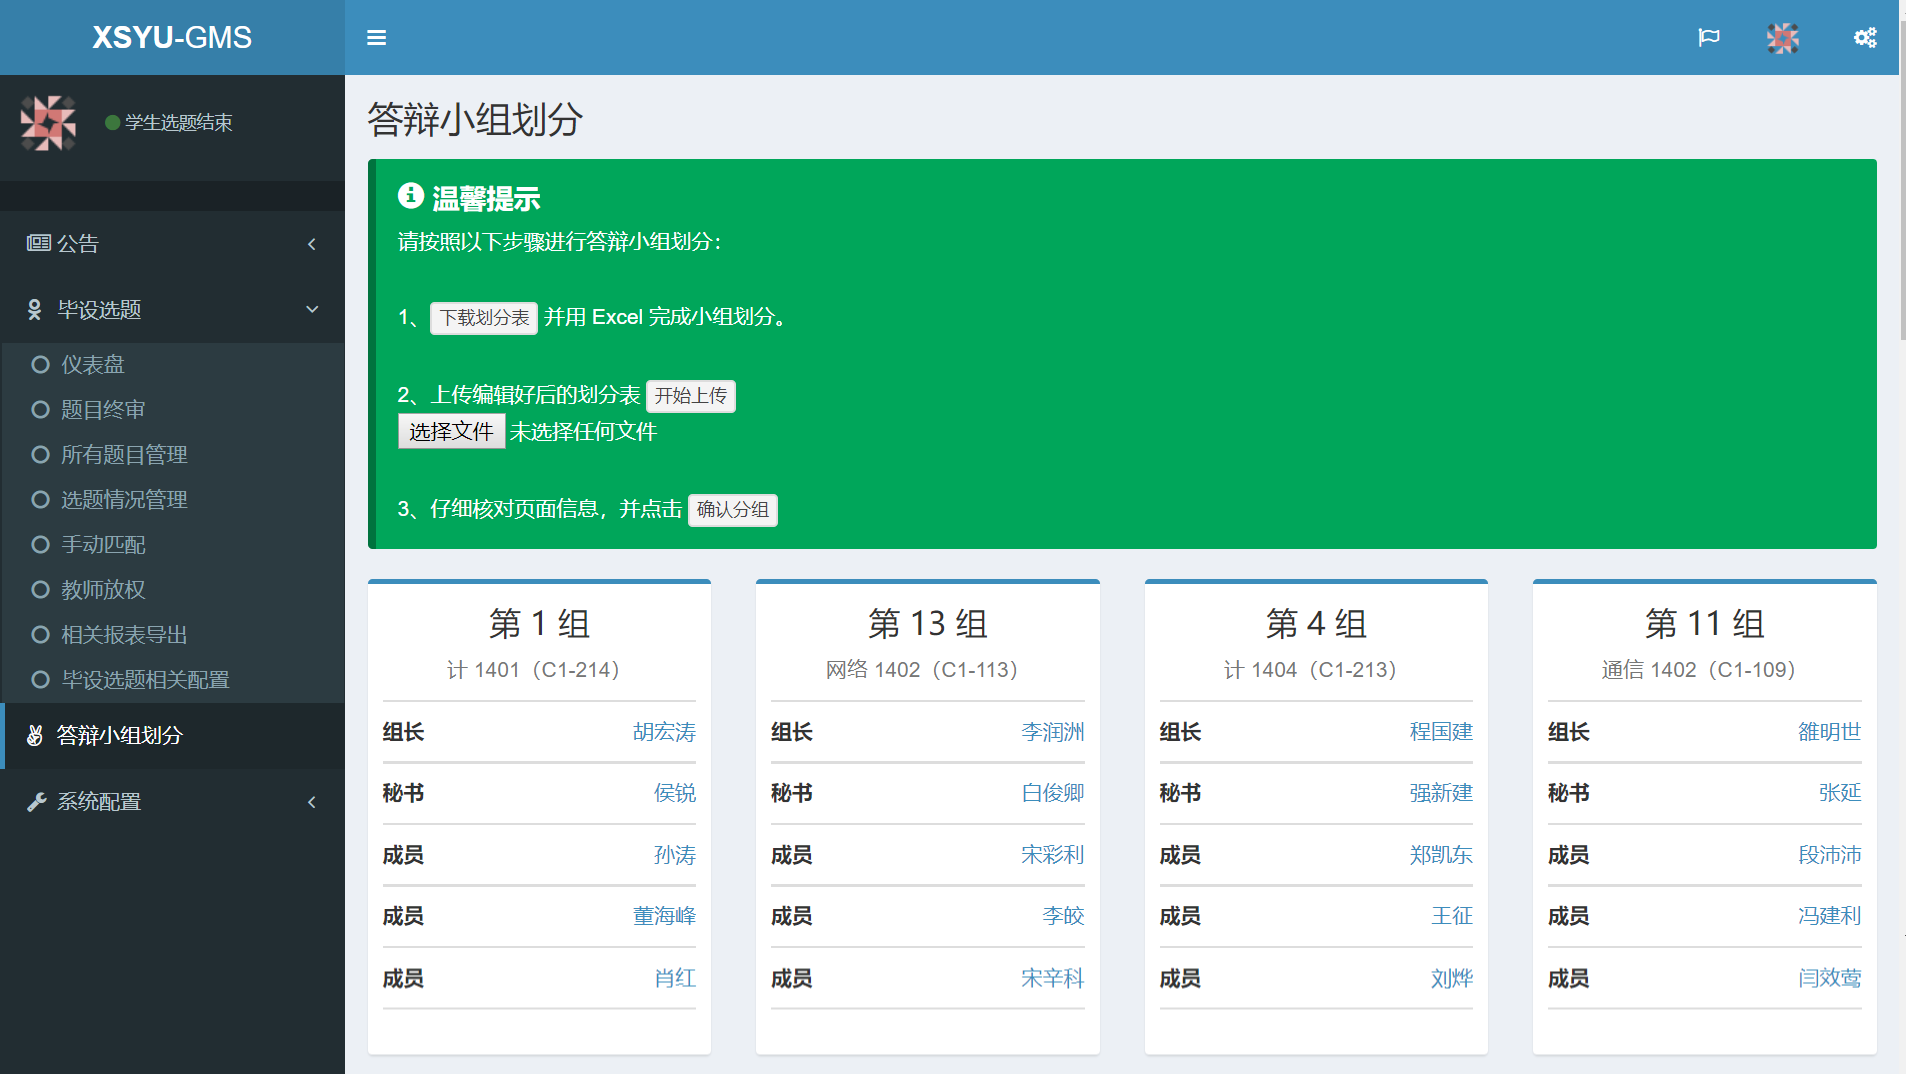 XSYU-GMS
学生选题结束
公告
毕设选题
仪表盘
题目终审
所有题目管理
选题情况管理
手动匹配
教师放权
相关报表导出
毕设选题相关配置
答辩小组划分
系统配置
答辩小组划分
温馨提示
请按照以下步骤进行答辩小组划分：
1、 下载划分表 并用 Excel 完成小组划分。
2、上传编辑好后的划分表 开始上传
选择文件 未选择任何文件
3、仔细核对页面信息，并点击 确认分组
第 1 组
计 1401（C1-214）
组长 胡宏涛
秘书 侯锐
成员 孙涛
成员 董海峰
成员 肖红
第 13 组
网络 1402（C1-113）
组长 李润洲
秘书 白俊卿
成员 宋彩利
成员 李皎
成员 宋辛科
第 4 组
计 1404（C1-213）
组长 程国建
秘书 强新建
成员 郑凯东
成员 王征
成员 刘烨
第 11 组
通信 1402（C1-109）
组长 雒明世
秘书 张延
成员 段沛沛
成员 冯建利
成员 闫效莺